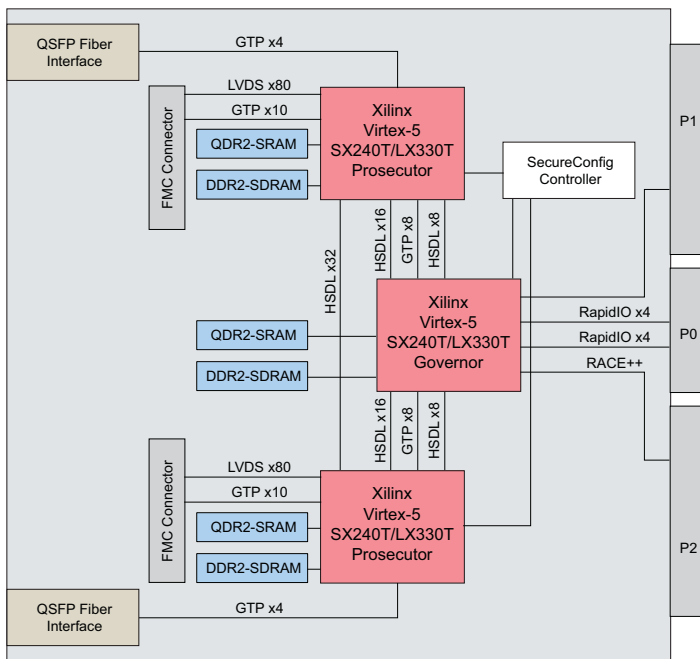 QSFP Fiber
Interface
GTP x4
P1
LVDS x80
GTP x10
FMC Connector
QDR2-SRAM
DDR2-SDRAM
Xilinx
Virtex-5
SX240T/LX330T
Prosecutor
SecureConfig
Controller
HSDL x32
HSDL x16
GTP x8
HSDL x8
QDR2-SRAM
DDR2-SDRAM
Xilinx
Virtex-5
SX240T/LX330T
Governor
RapidIO x4
RapidIO x4
RACE++
P0
HSDL x16
GTP x8
HSDL x8
FMC Connector
LVDS x80
GTP x10
QDR2-SRAM
DDR2-SDRAM
Xilinx
Virtex-5
SX240T/LX330T
Prosecutor
P2
QSFP Fiber
Interface
GTP x4